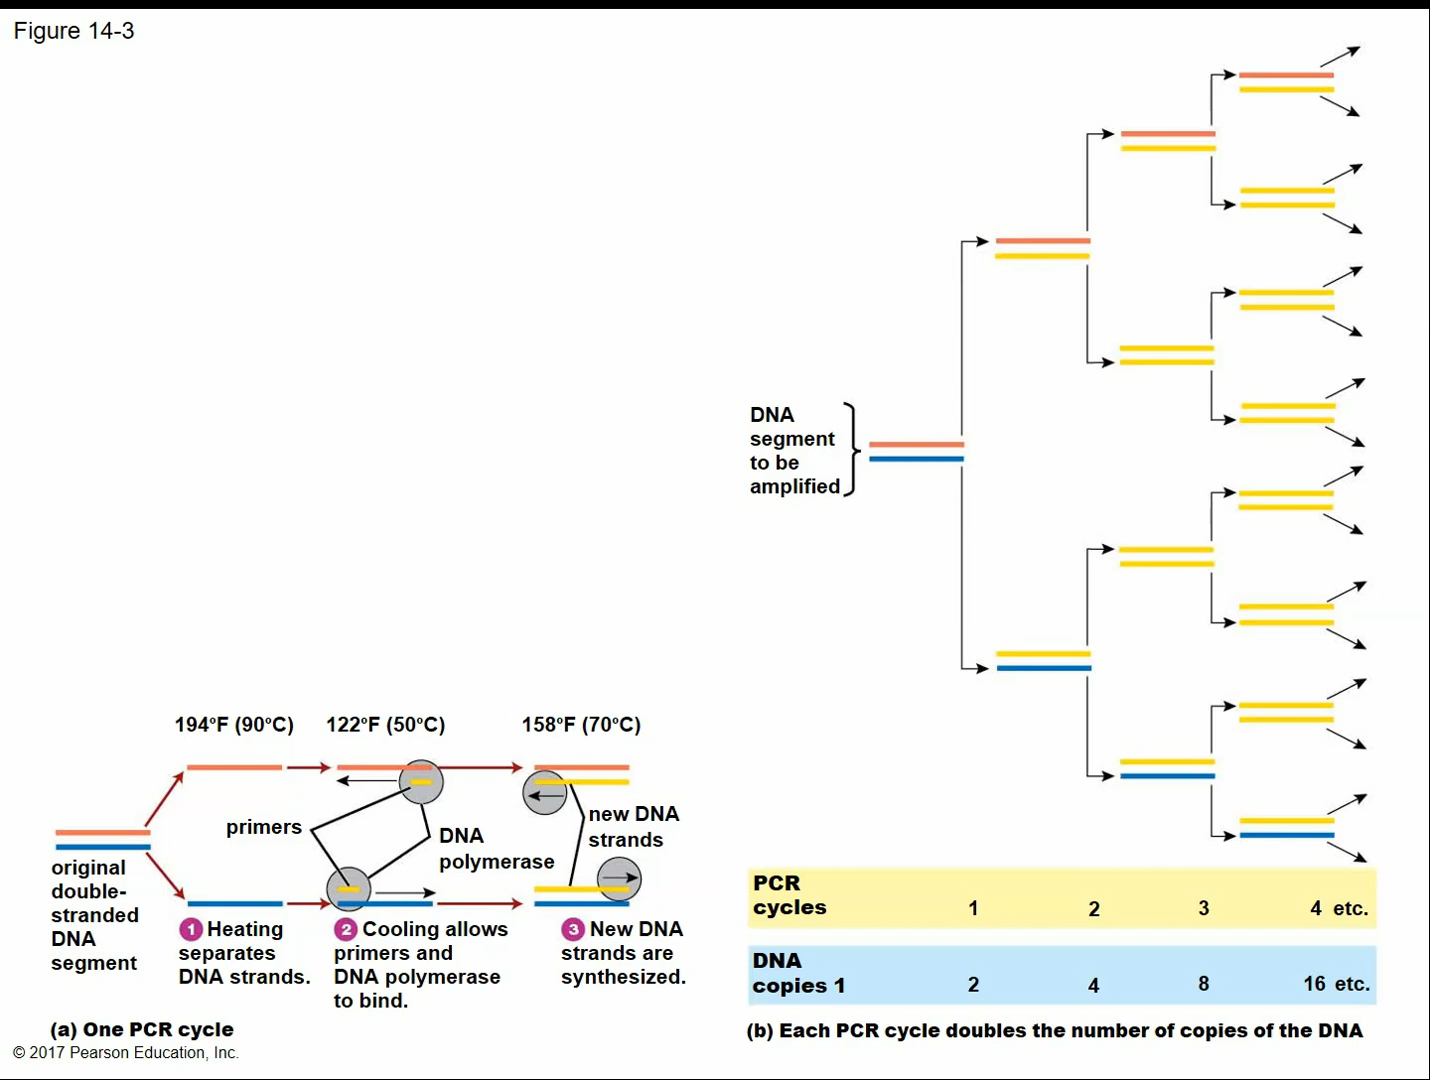 Figure 14-3
194°F (90°C)
122°F (50°C)
158°F (70°C)
primers
DNA
polymerase
new DNA
strands
original
double-
stranded
DNA
segment
1 Heating
separates
DNA strands.
2 Cooling allows
primers and
DNA polymerase
to bind.
3 New DNA
strands are
synthesized.
(a) One PCR cycle
© 2017 Pearson Education, Inc.
DNA
segment
to be
amplified
PCR
cycles 1 2 3 4 etc.
DNA
copies 1 2 4 8 16 etc.
(b) Each PCR cycle doubles the number of copies of the DNA